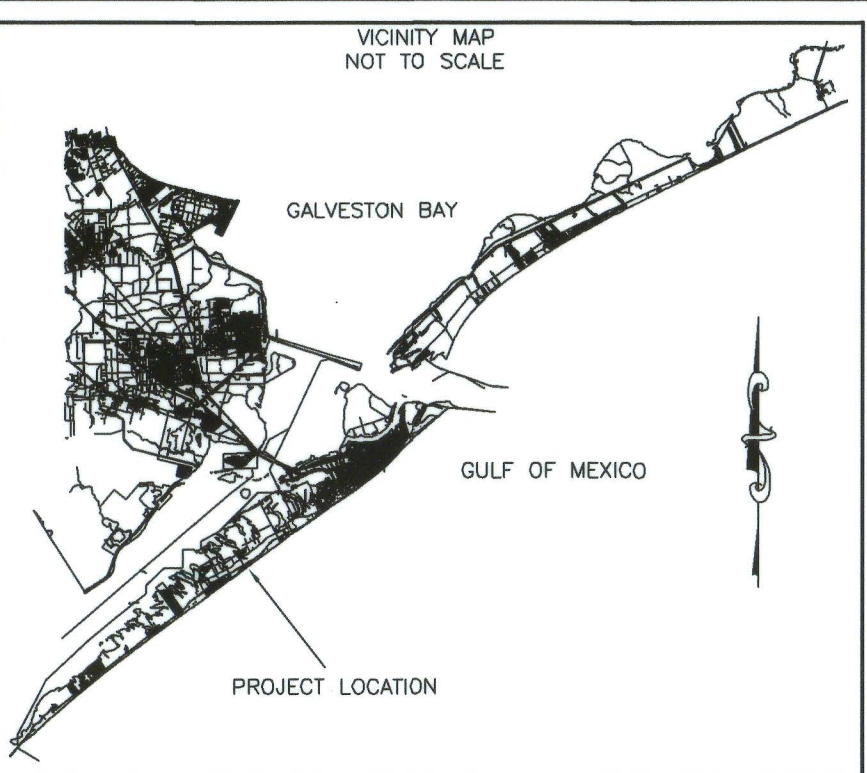 VICINITY MAP
NOT TO SCALE
GALVESTON BAY
GULF OF MEXICO
PROJECT LOCATION